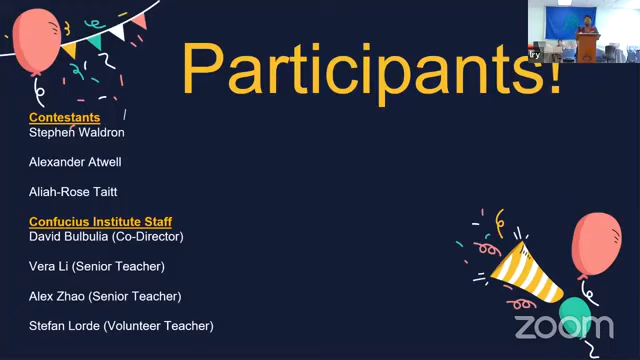 Participants!
Contestants
Stephen Waldron
Alexander Atwell
Aliah-Rose Taitt
Confucius Institute Staff
David Bulbulia (Co-Director)
Vera Li (Senior Teacher)
Alex Zhao (Senior Teacher)
Stefan Lorde (Volunteer Teacher)
zoom